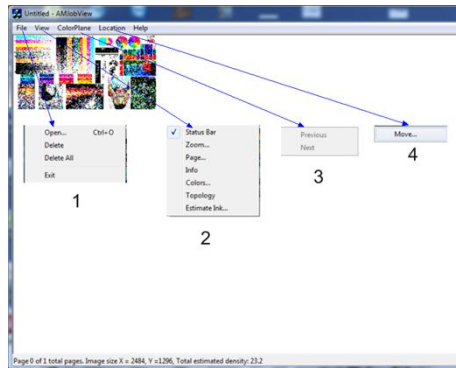 Untitled - AMJobView
File View ColorPlane Location Help
Open... Ctrl+O
Delete
Delete All
Exit
1
Status Bar
Zoom...
Page...
Info
Colors...
Topology
Estimate Ink...
2
Previous
Next
3
Move...
4
Page 0 of 1 total pages. Image size X = 2484, Y =1296, Total estimated density: 23.2